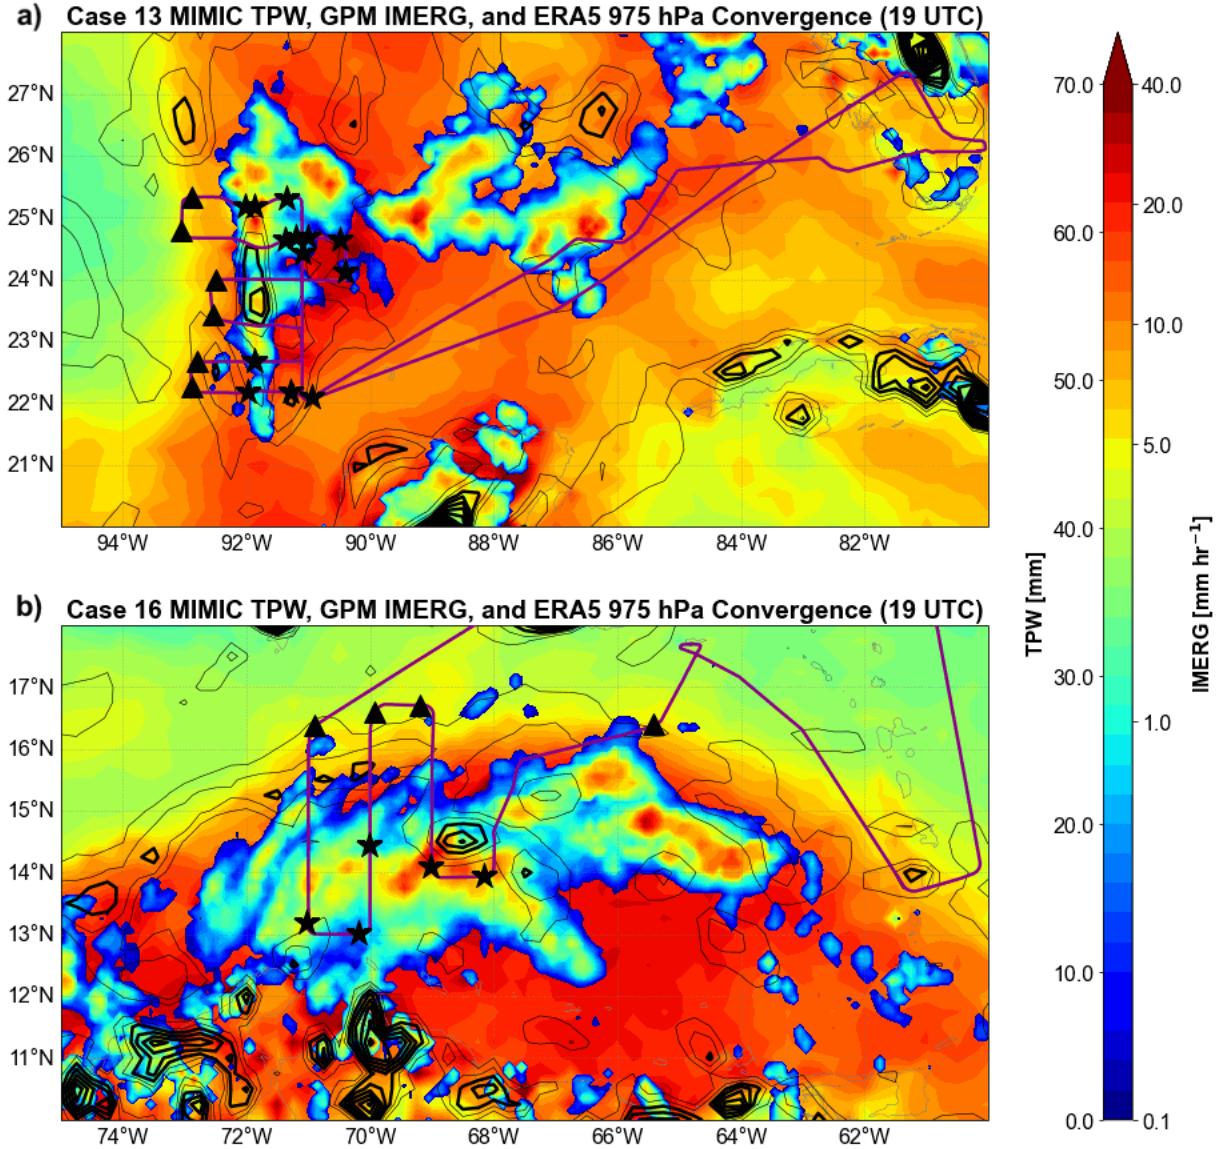 a) Case 13 MIMIC TPW, GPM IMERG, and ERA5 975 hPa Convergence (19 UTC)
27°N
26°N
25°N
24°N
23°N
22°N
21°N
94°W 92°W 90°W 88°W 86°W 84°W 82°W
b) Case 16 MIMIC TPW, GPM IMERG, and ERA5 975 hPa Convergence (19 UTC)
17°N
16°N
15°N
14°N
13°N
12°N
11°N
74°W 72°W 70°W 68°W 66°W 64°W 62°W
TPW [mm]
70.0
60.0
50.0
40.0
30.0
20.0
10.0
0.0
40.0
20.0
10.0
5.0
1.0
0.1
IMERG [mm hr⁻¹]